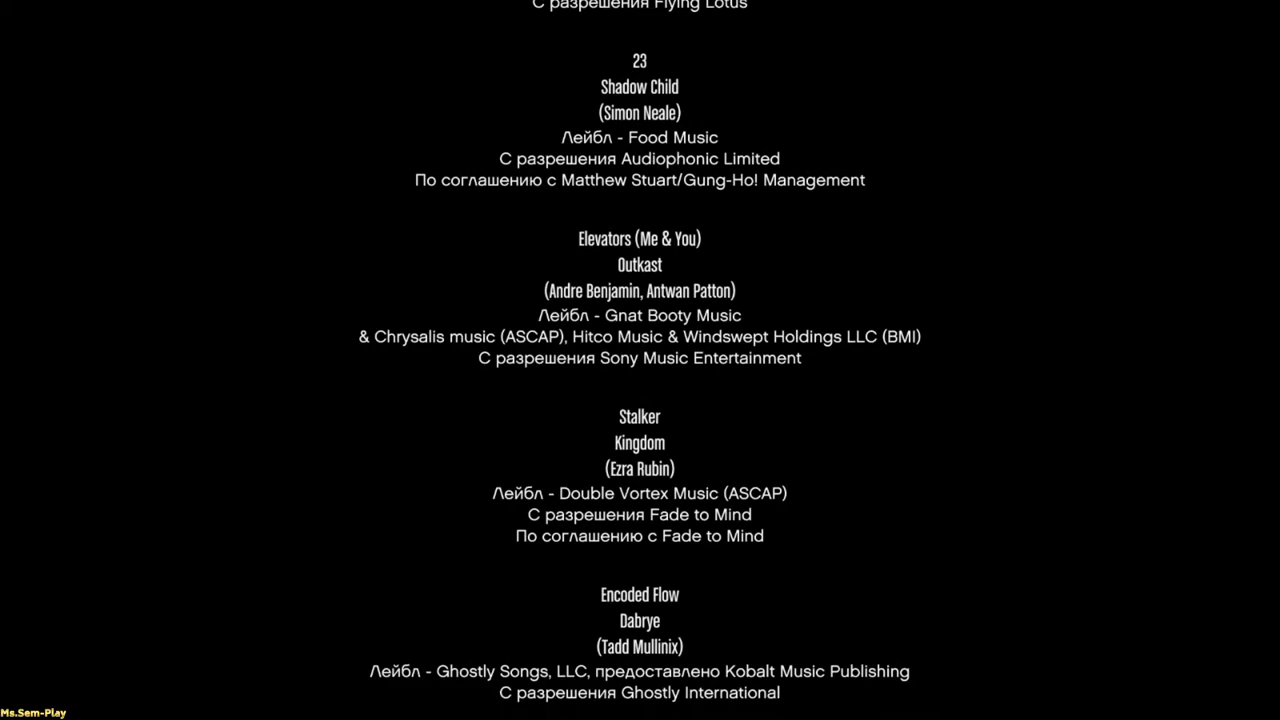 С разрешения Flying Lotus
23
Shadow Child
(Simon Neale)
Лейбл - Food Music
С разрешения Audiophonic Limited
По соглашению с Matthew Stuart/Gung-Ho! Management
Elevators (Me & You)
Outkast
(Andre Benjamin, Antwan Patton)
Лейбл - Gnat Booty Music
& Chrysalis music (ASCAP), Hitco Music & Windswept Holdings LLC (BMI)
С разрешения Sony Music Entertainment
Stalker
Kingdom
(Ezra Rubin)
Лейбл - Double Vortex Music (ASCAP)
С разрешения Fade to Mind
По соглашению с Fade to Mind
Encoded Flow
Dabrye
(Tadd Mullinix)
Лейбл - Ghostly Songs, LLC, предоставлено Kobalt Music Publishing
С разрешения Ghostly International
Ms.Sem-Play